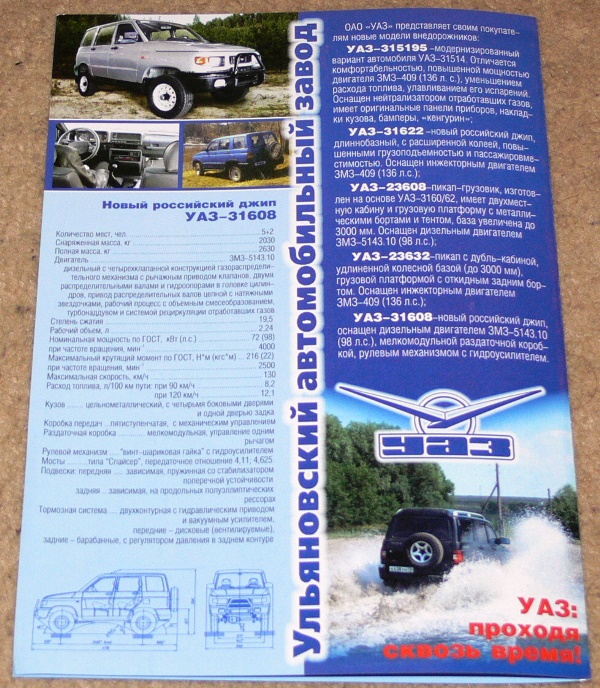 Ульяновский автомобильный завод
Новый российский джип
УАЗ-31608
Количество мест, чел. 5+2
Снаряженная масса, кг 2030
Полная масса, кг 2630
Двигатель ЗМЗ-5143.10
дизельный с четырехклапанной конструкцией газораспреде-
лительного механизма с рычажным приводом клапанов, двумя
распределительными валами и гидроопорами в головке цилин-
дров, привод распределительных валов цепной с натяжными
звездочками, рабочий процесс с объемным смесеобразованием,
турбонаддувом и системой рециркуляции отработавших газов
Степень сжатия 19,5
Рабочий объем, л 2,24
Номинальная мощность по ГОСТ, кВт (л.с.) 72 (98)
при частоте вращения, мин-1 4000
Максимальный крутящий момент по ГОСТ, Н*м (кгс*м) 216 (22)
при частоте вращения, мин-1 2500
Максимальная скорость, км/ч 130
Расход топлива, л/100 км пути: при 90 км/ч 8,2
при 120 км/ч 12,1
Кузов цельнометаллический, с четырьмя боковыми дверями
и одной дверью задка
Коробка передач пятиступенчатая, с механическим управлением
Раздаточная коробка мелкомодульная, управление одним
рычагом
Рулевой механизм "винт-шариковая гайка" с гидроусилителем
Мосты типа "Спайсер", передаточное отношение 4,11; 4,625
Подвески: передняя зависимая, пружинная со стабилизатором
поперечной устойчивости
задняя зависимая, на продольных полуэллиптических
рессорах
Тормозная система двухконтурная с гидравлическим приводом
и вакуумным усилителем,
передние - дисковые (вентилируемые),
задние - барабанные, с регулятором давления в заднем контуре
ОАО «УАЗ» представляет своим покупате-
лям новые модели внедорожников:
УАЗ-315195 -модернизированный
вариант автомобиля УАЗ-31514. Отличается
комфортабельностью, повышенной мощностью
двигателя ЗМЗ-409 (136 л.с.), уменьшением
расхода топлива, улавливанием его испарений.
Оснащен нейтрализатором отработавших газов,
имеет оригинальные панели приборов, наклад-
ки кузова, бамперы, «кенгурин»;
УАЗ-31622 -новый российский джип,
длиннобазный, с расширенной колеей, повы-
шенными грузоподъемностью и пассажировме-
стимостью. Оснащен инжекторным двигателем
ЗМЗ-409 (136 л.с.);
УАЗ-23608 -пикап-грузовик, изготов-
лен на основе УАЗ-3160/62, имеет двухмест-
ную кабину и грузовую платформу с металли-
ческими бортами и тентом, база увеличена до
3000 мм. Оснащен дизельным двигателем
ЗМЗ-5143.10 (98 л.с.);
УАЗ-23632 -пикап с дубль-кабиной,
удлиненной колесной базой (до 3000 мм),
грузовой платформой с откидным задним бор-
том. Оснащен инжекторным двигателем
ЗМЗ-409 (136 л.с.);
УАЗ-31608 -новый российский джип,
оснащен дизельным двигателем ЗМЗ-5143.10
(98 л.с.), мелкомодульной раздаточной короб-
кой, рулевым механизмом с гидроусилителем.
УАЗ
УАЗ:
проходя
сквозь время!